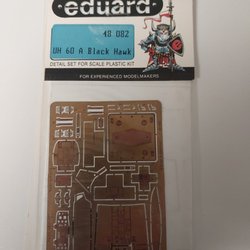 eduard
48 082
UH 60 A Black Hawk
DETAIL SET FOR SCALE PLASTIC KIT
FOR EXPERIENCED MODELMAKERS